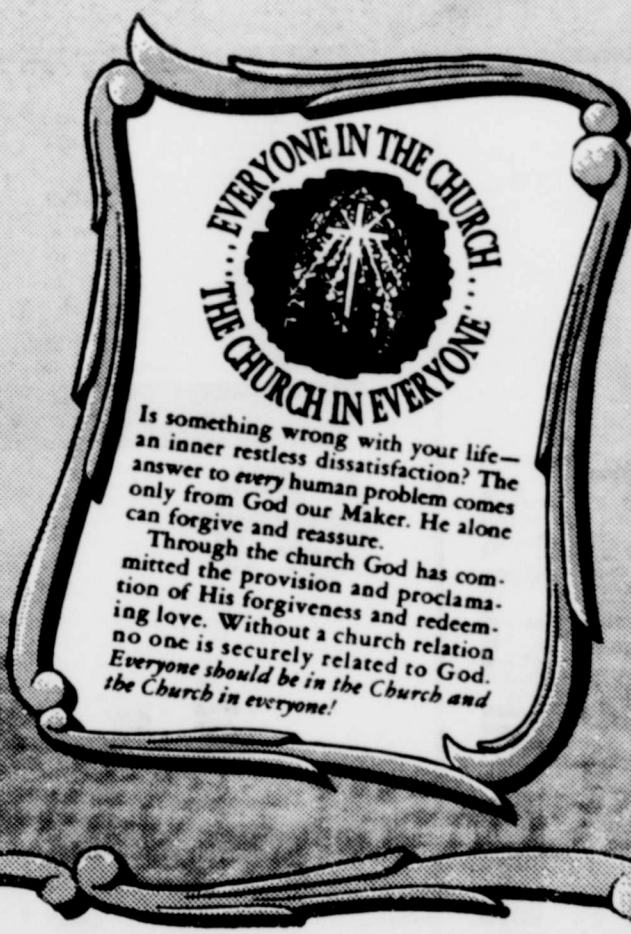 EVERYONE IN THE CHURCH...
THE CHURCH IN EVERYONE...
Is something wrong with your life—
an inner restless dissatisfaction? The
answer to every human problem comes
only from God our Maker. He alone
can forgive and reassure.
Through the church God has com-
mitted the provision and proclama-
tion of His forgiveness and redeem-
ing love. Without a church relation
no one is securely related to God.
Everyone should be in the Church and
the Church in everyone!